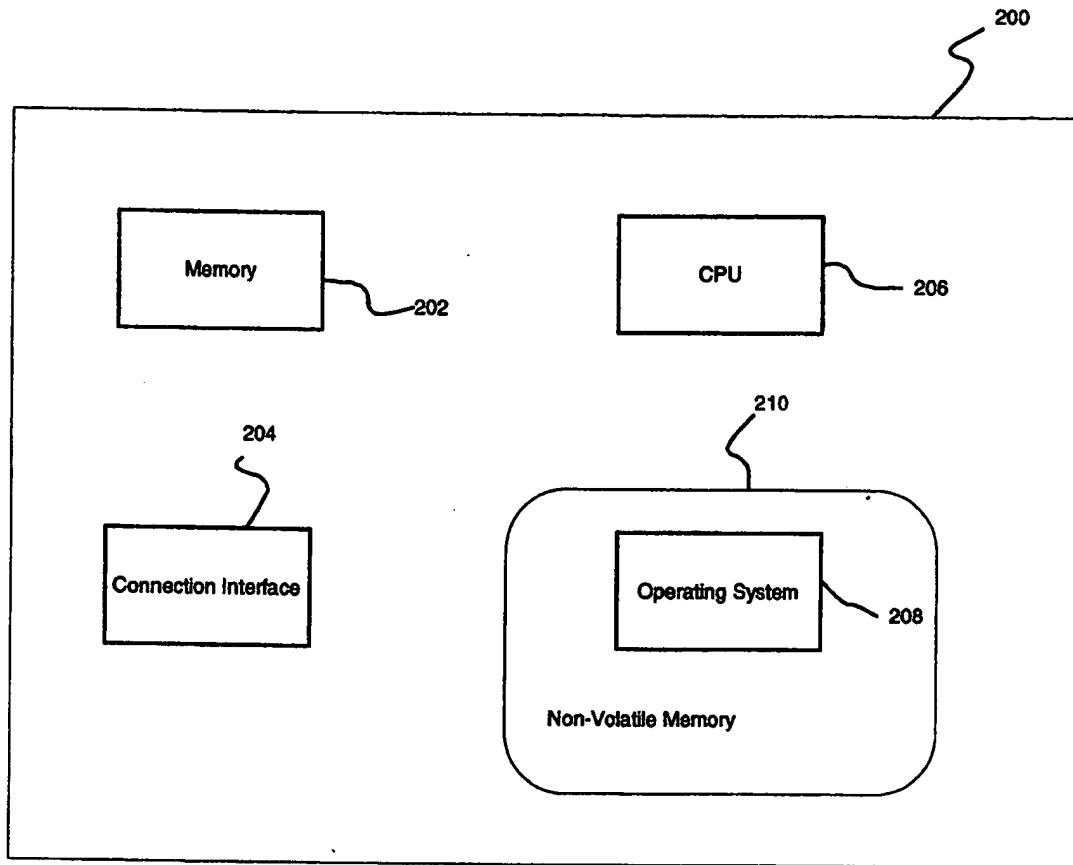 200
Memory
CPU
202
206
210
204
Connection Interface
Operating System
208
Non-Volatile Memory